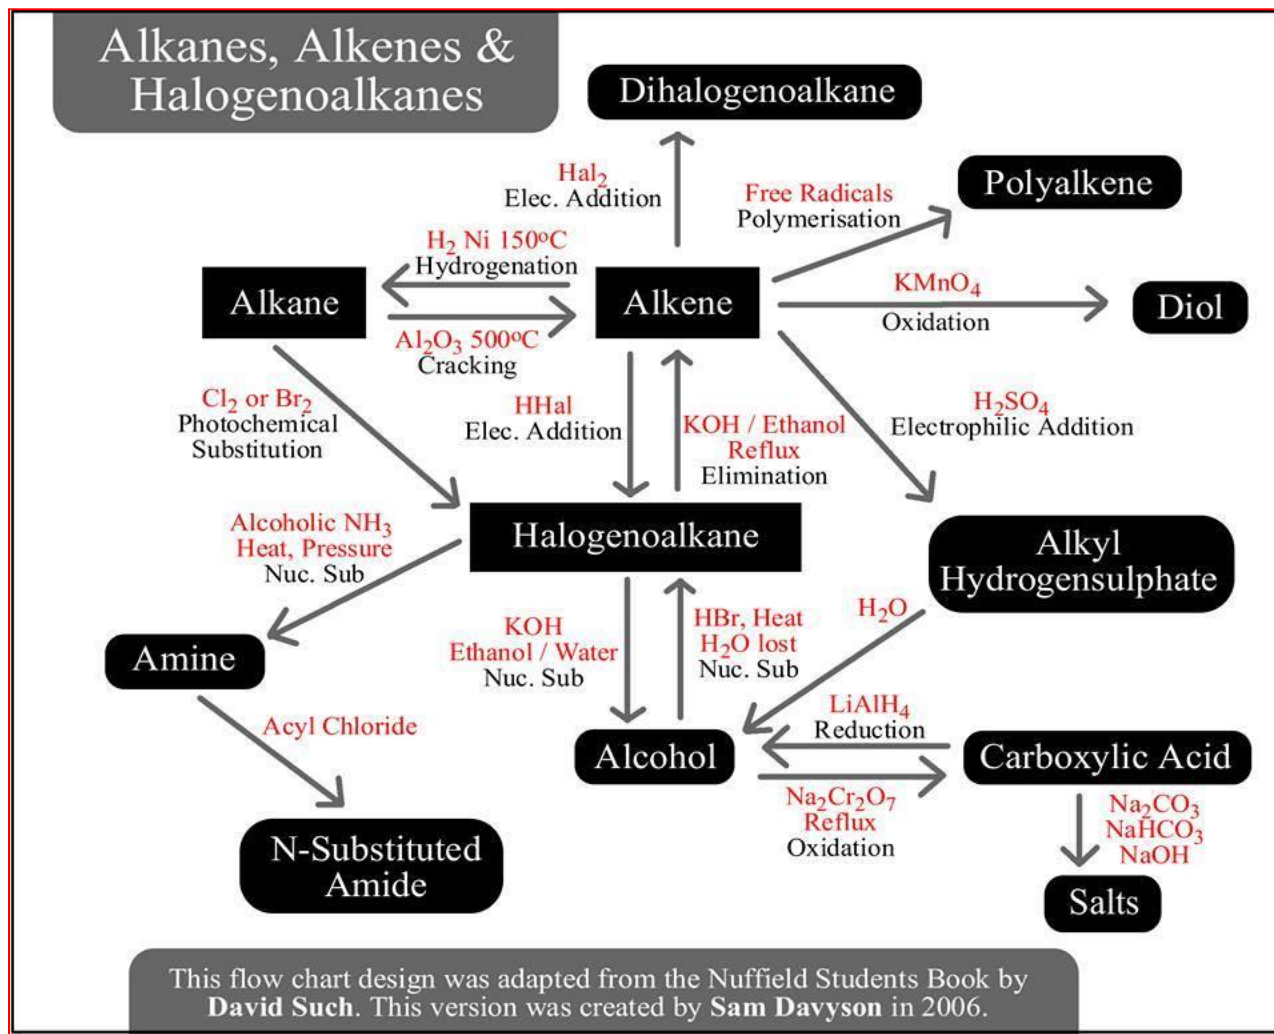 Alkanes, Alkenes &
Halogenoalkanes
Dihalogenoalkane
Hal₂
Elec. Addition
Free Radicals
Polymerisation
Polyalkene
H₂ Ni 150ºC
Hydrogenation
Alkane
Alkene
KMnO₄
Oxidation
Diol
Al₂O₃ 500ºC
Cracking
Cl₂ or Br₂
Photochemical
Substitution
HHal
Elec. Addition
KOH / Ethanol
Reflux
Elimination
H₂SO₄
Electrophilic Addition
Alcoholic NH₃
Heat, Pressure
Nuc. Sub
Halogenoalkane
Alkyl
Hydrogensulphate
Amine
KOH
Ethanol / Water
Nuc. Sub
HBr, Heat
H₂O lost
Nuc. Sub
H₂O
Acyl Chloride
LiAlH₄
Reduction
Alcohol
Carboxylic Acid
Na₂Cr₂O₇
Reflux
Oxidation
Na₂CO₃
NaHCO₃
NaOH
N-Substituted
Amide
Salts
This flow chart design was adapted from the Nuffield Students Book by
David Such. This version was created by Sam Davyson in 2006.